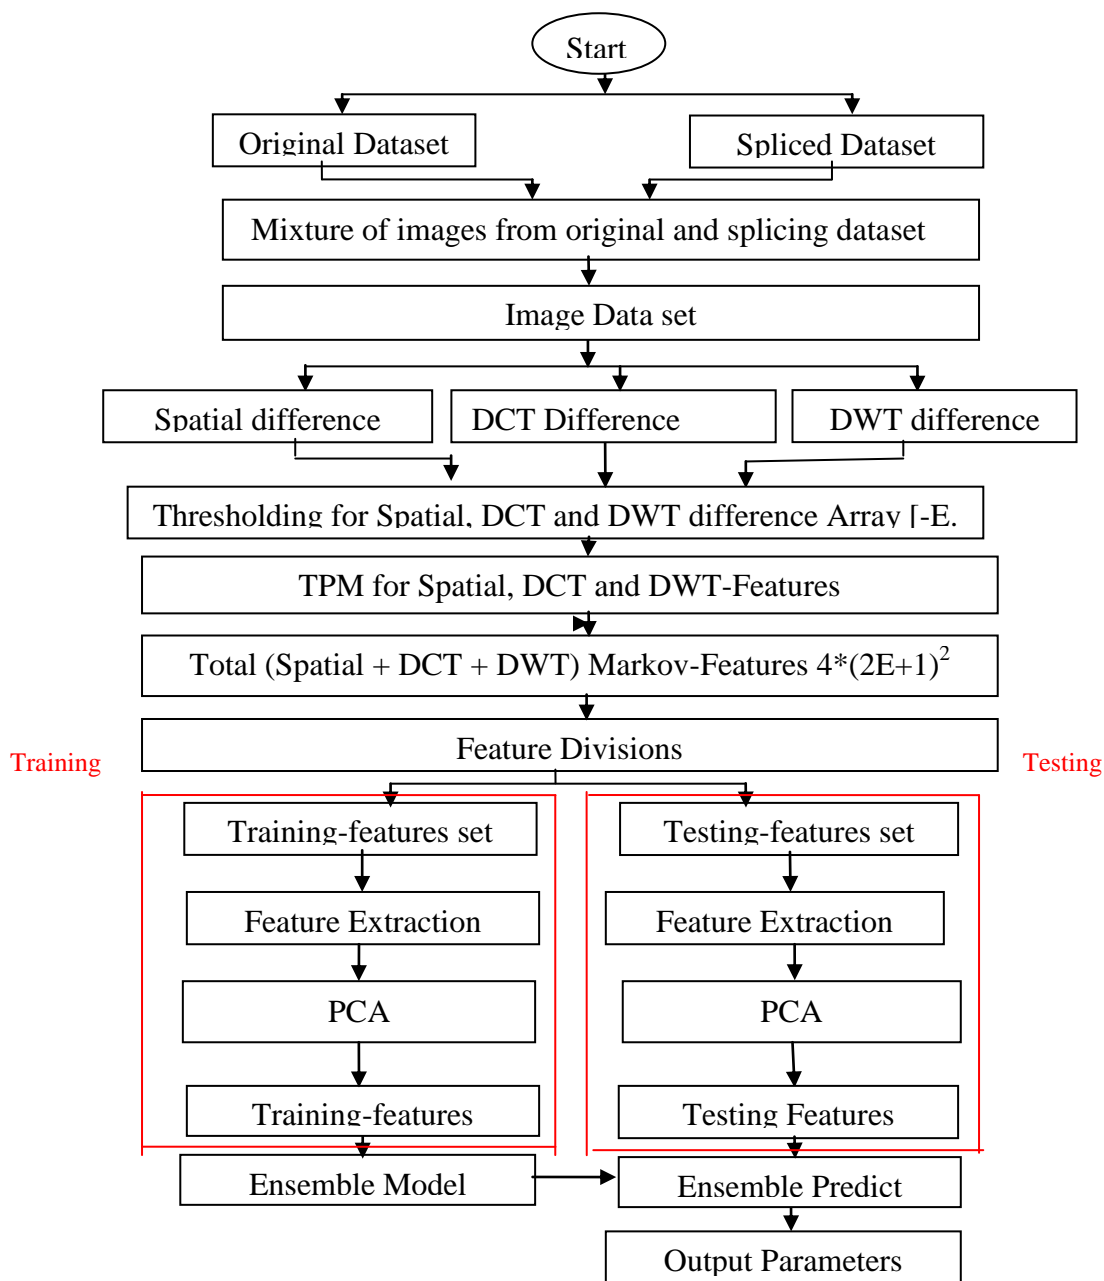 Start
Original Dataset
Spliced Dataset
Mixture of images from original and splicing dataset
Image Data set
Spatial difference
DCT Difference
DWT difference
Thresholding for Spatial, DCT and DWT difference Array [-E,
TPM for Spatial, DCT and DWT-Features
Total (Spatial + DCT + DWT) Markov-Features 4*(2E+1)²
Feature Divisions
Training
Testing
Training-features set
Testing-features set
Feature Extraction
Feature Extraction
PCA
PCA
Training-features
Testing Features
Ensemble Model
Ensemble Predict
Output Parameters